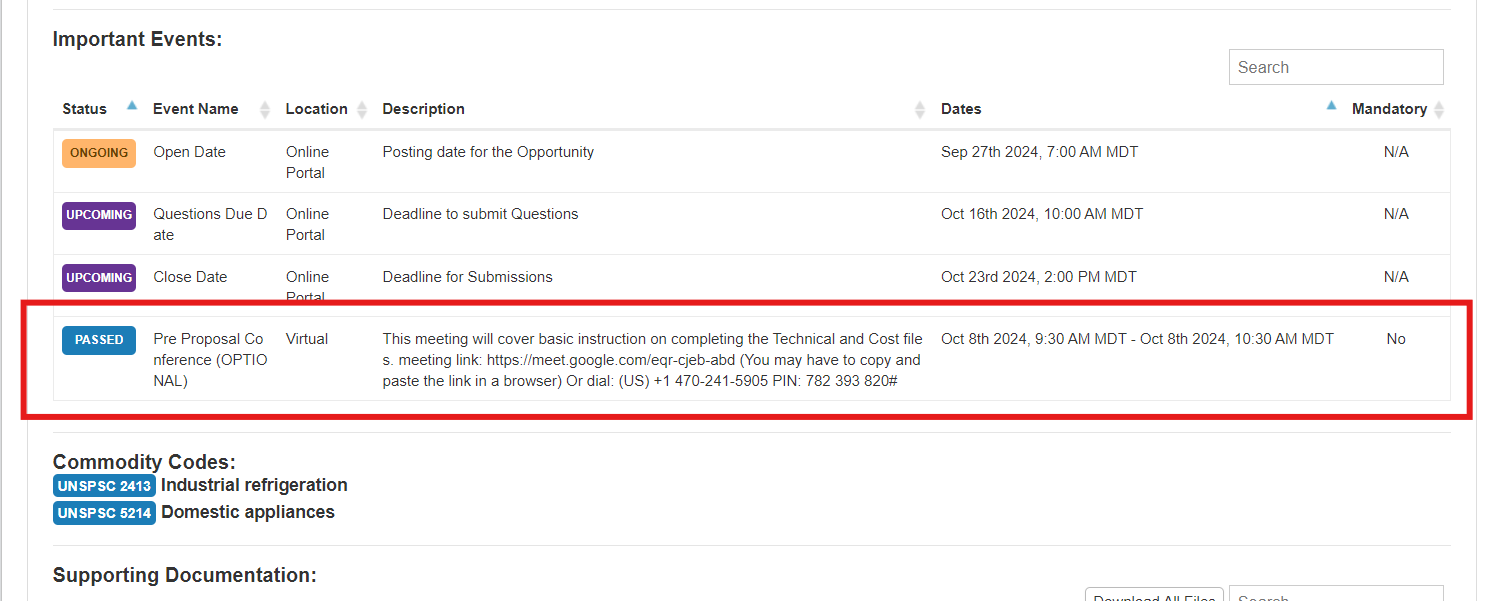 Important Events:
Search
Status Event Name Location Description Dates Mandatory
ONGOING Open Date Online Posting date for the Opportunity Sep 27th 2024, 7:00 AM MDT N/A
Portal
UPCOMING Questions Due D Online Deadline to submit Questions Oct 16th 2024, 10:00 AM MDT N/A
ate Portal
UPCOMING Close Date Online Deadline for Submissions Oct 23rd 2024, 2:00 PM MDT N/A
Portal
PASSED Pre Proposal Co Virtual This meeting will cover basic instruction on completing the Technical and Cost file Oct 8th 2024, 9:30 AM MDT - Oct 8th 2024, 10:30 AM MDT No
nference (OPTIO s. meeting link: https://meet.google.com/eqr-cjeb-abd (You may have to copy and
NAL) paste the link in a browser) Or dial: (US) +1 470-241-5905 PIN: 782 393 820#
Commodity Codes:
UNSPSC 2413 Industrial refrigeration
UNSPSC 5214 Domestic appliances
Supporting Documentation:
Download All Files Search